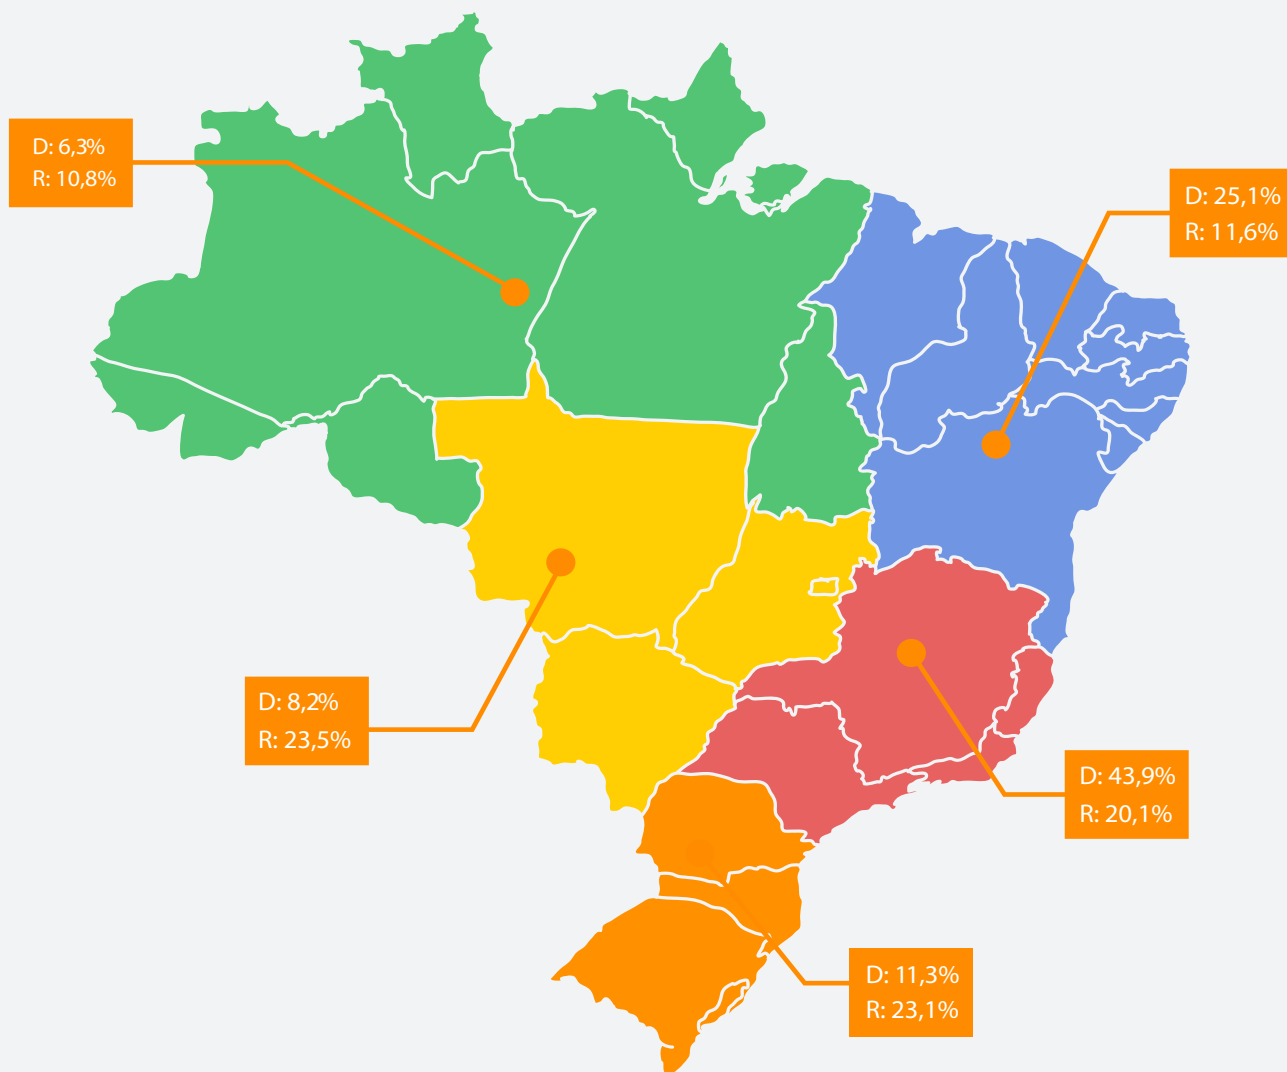 D: 6,3%
R: 10,8%
D: 25,1%
R: 11,6%
D: 8,2%
R: 23,5%
D: 43,9%
R: 20,1%
D: 11,3%
R: 23,1%